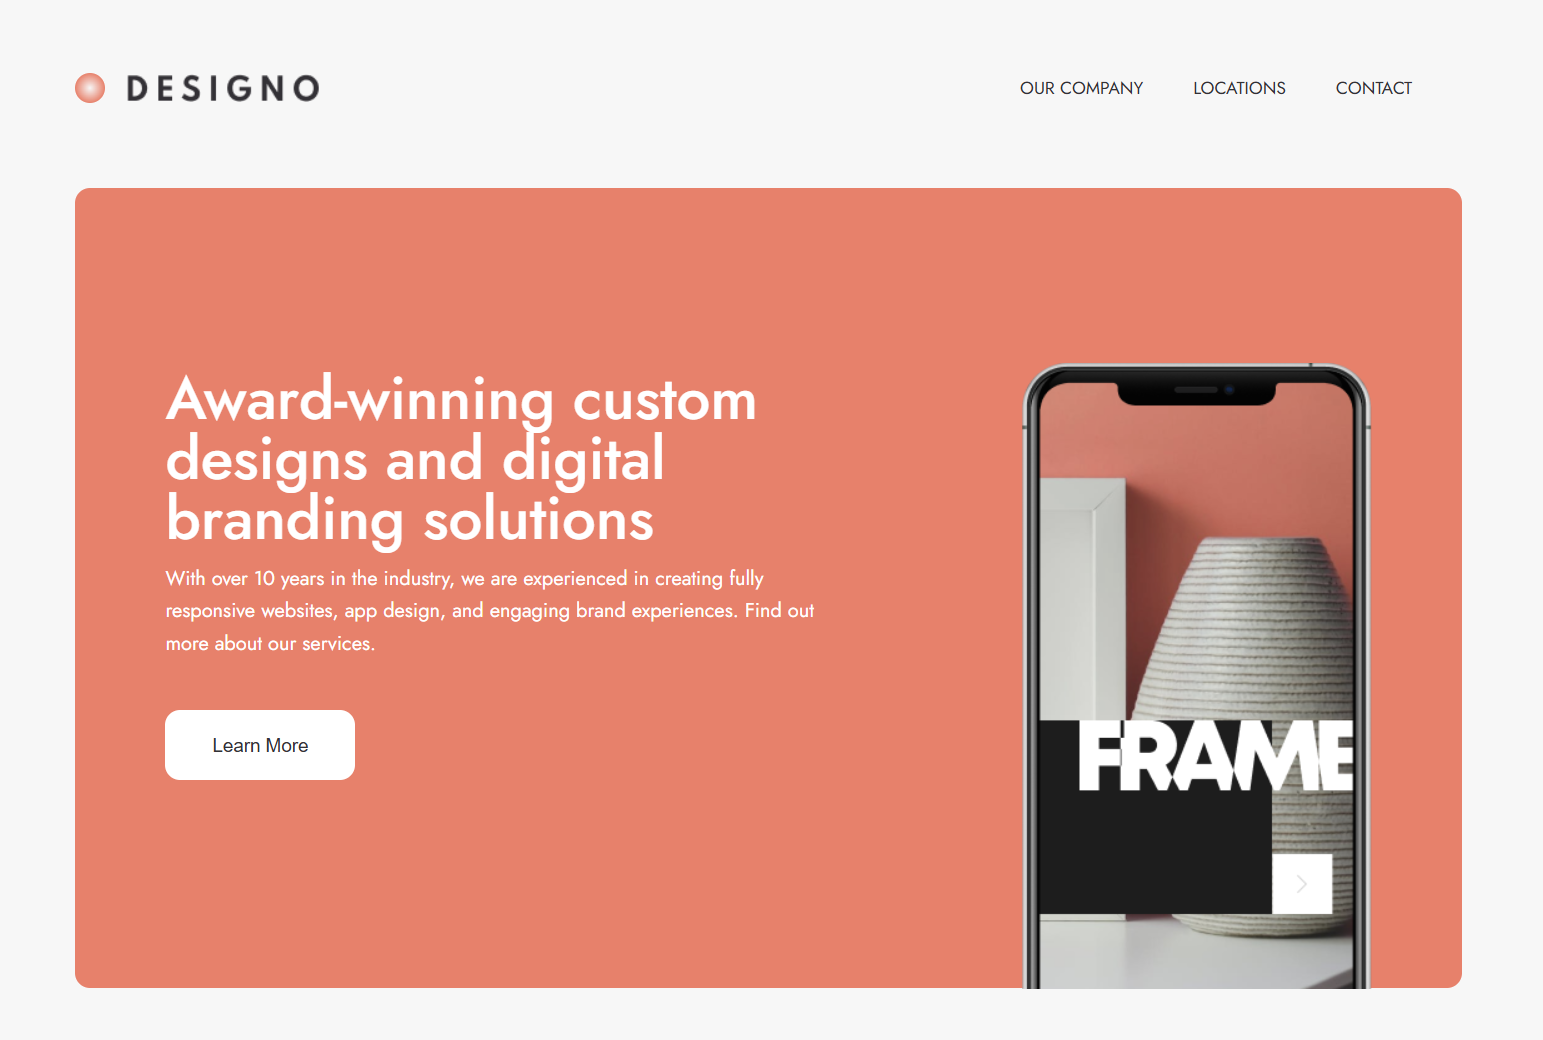 DESIGNO
OUR COMPANY LOCATIONS CONTACT
Award-winning custom
designs and digital
branding solutions
With over 10 years in the industry, we are experienced in creating fully
responsive websites, app design, and engaging brand experiences. Find out
more about our services.
Learn More
FRAME